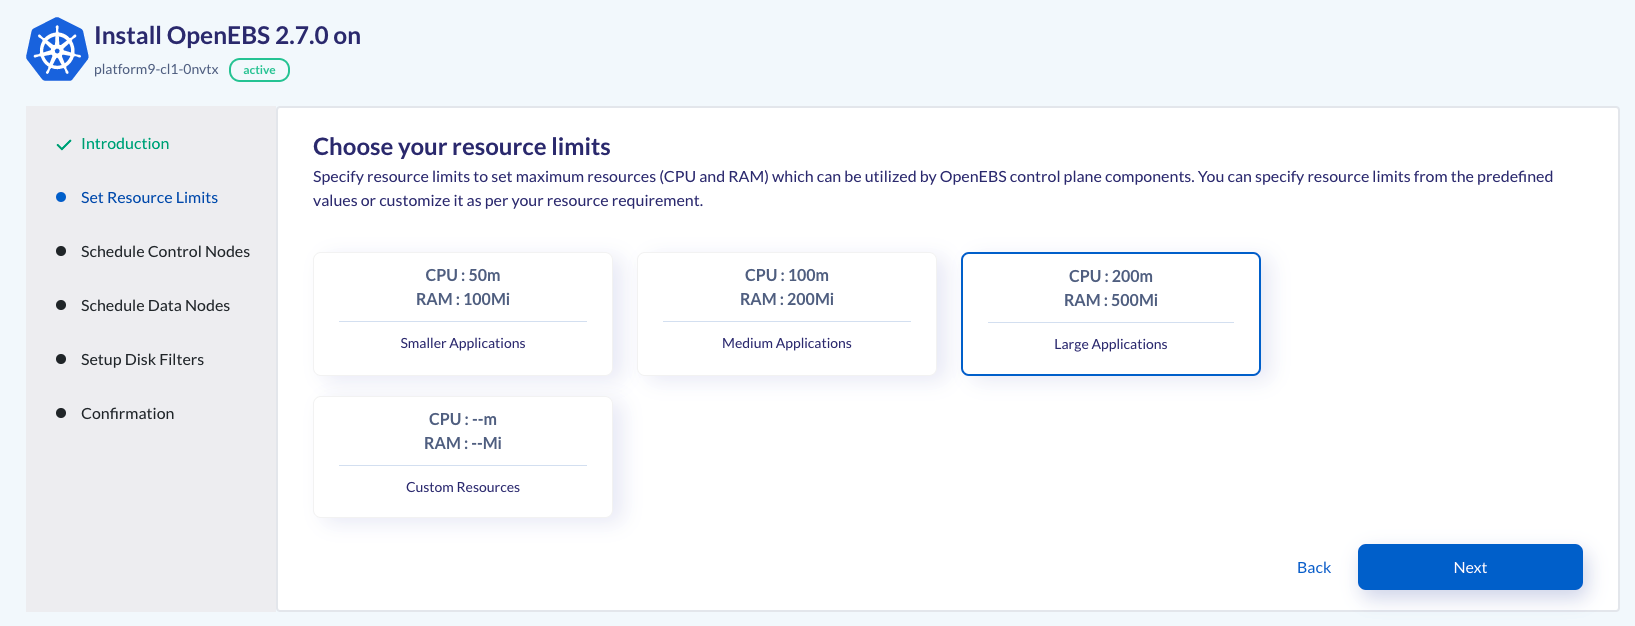 Install OpenEBS 2.7.0 on
platform9-cl1-0nvtx active
Introduction
Set Resource Limits
Schedule Control Nodes
Schedule Data Nodes
Setup Disk Filters
Confirmation
Choose your resource limits
Specify resource limits to set maximum resources (CPU and RAM) which can be utilized by OpenEBS control plane components. You can specify resource limits from the predefined
values or customize it as per your resource requirement.
CPU : 50m
RAM : 100Mi
Smaller Applications
CPU : 100m
RAM : 200Mi
Medium Applications
CPU : 200m
RAM : 500Mi
Large Applications
CPU : --m
RAM : --Mi
Custom Resources
Back
Next